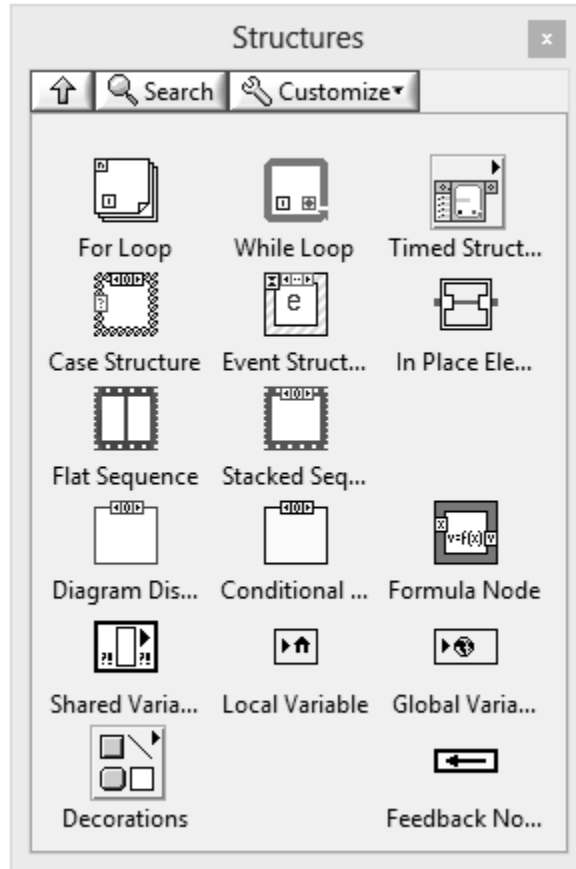 Structures
x
Search Customize
For Loop While Loop Timed Struct...
Case Structure Event Struct... In Place Ele...
Flat Sequence Stacked Seq...
Diagram Dis... Conditional ... Formula Node
Shared Varia... Local Variable Global Varia...
Decorations Feedback No...